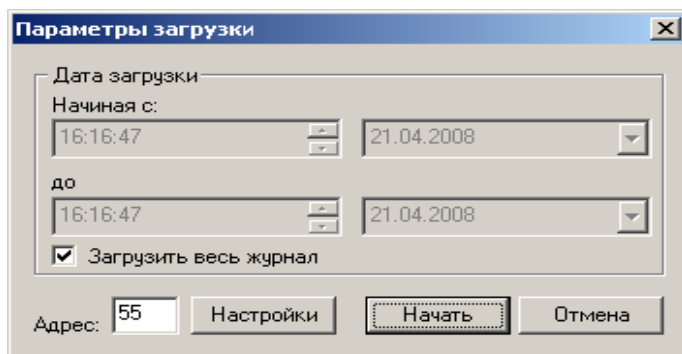 Параметры загрузки
Дата загрузки
Начиная с:
16:16:47 21.04.2008
до
16:16:47 21.04.2008
Загрузить весь журнал
Адрес: 55 Настройки Начать Отмена